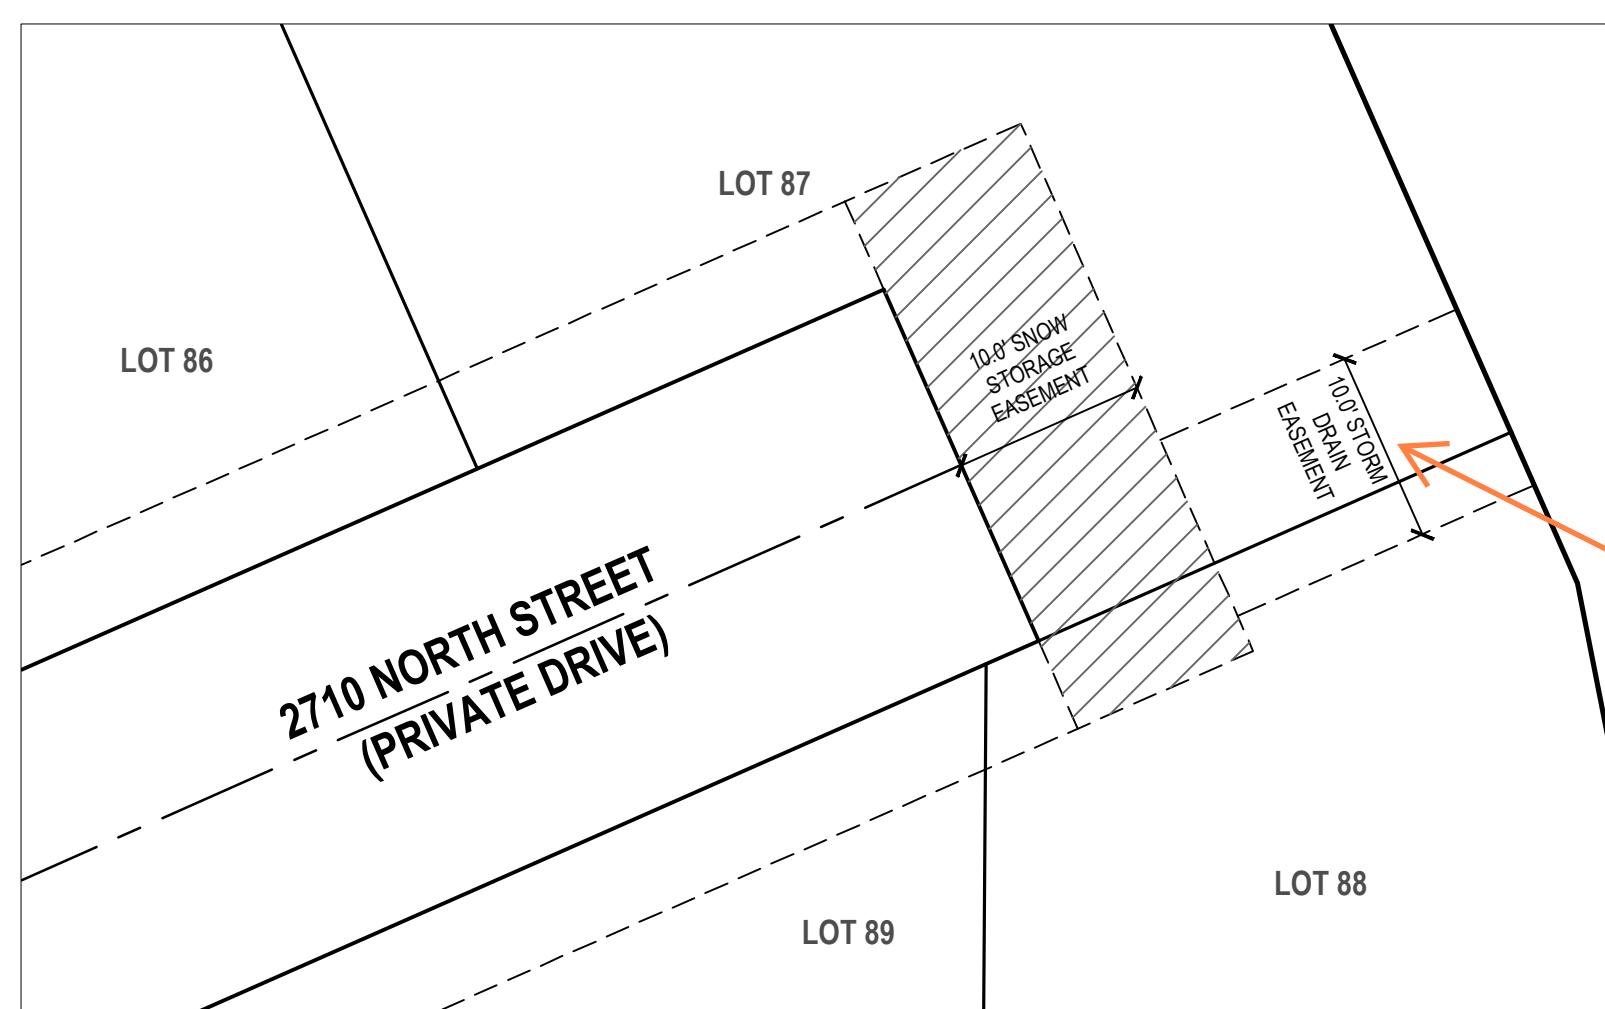 LOT 87
LOT 86
10.0' SNOW
STORAGE
EASEMENT
10.0' STORM
DRAIN
EASEMENT
2710 NORTH STREET
(PRIVATE DRIVE)
LOT 88
LOT 89